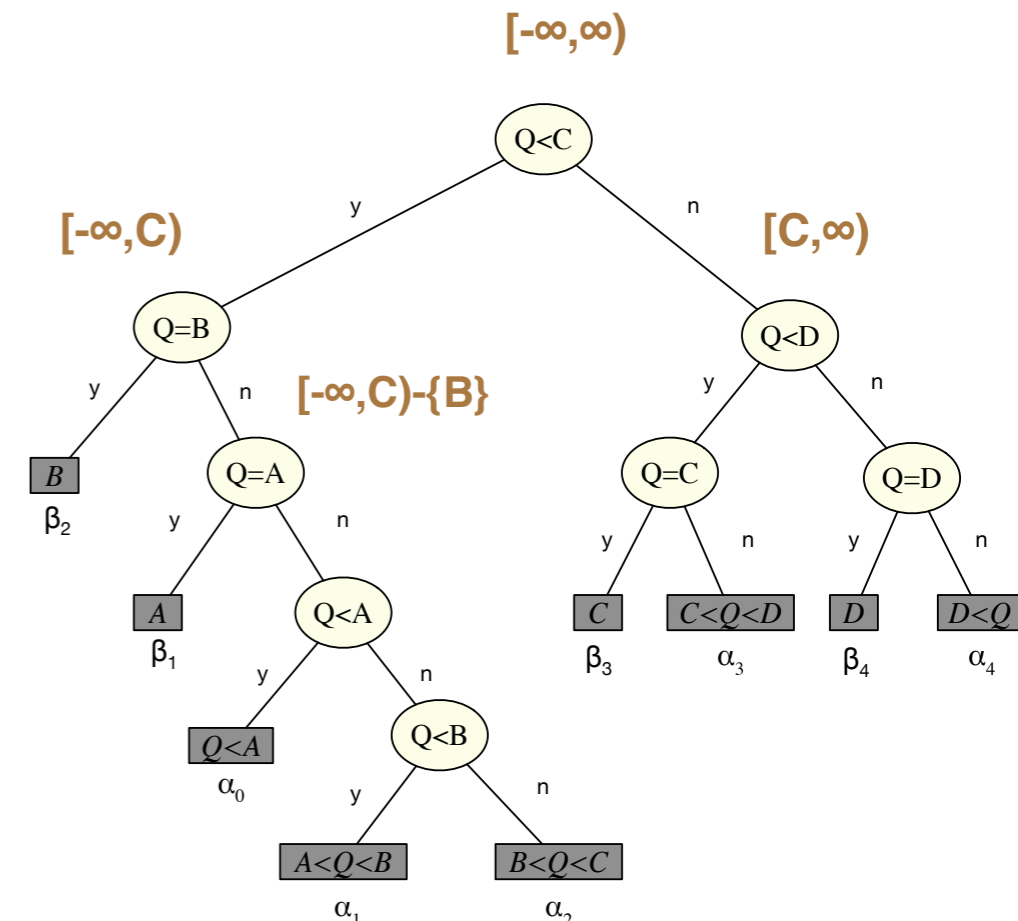 [-∞,∞)
Q<C
y n
[-∞,C) [C,∞)
Q=B Q<D
y n y n
[-∞,C)-{B}
B Q=A Q=C Q=D
β2
y n y n y n
A Q<A C C<Q<D D D<Q
β1 β3 α3 β4 α4
y n
Q<A Q<B
α0
y n
A<Q<B B<Q<C
α1 α2